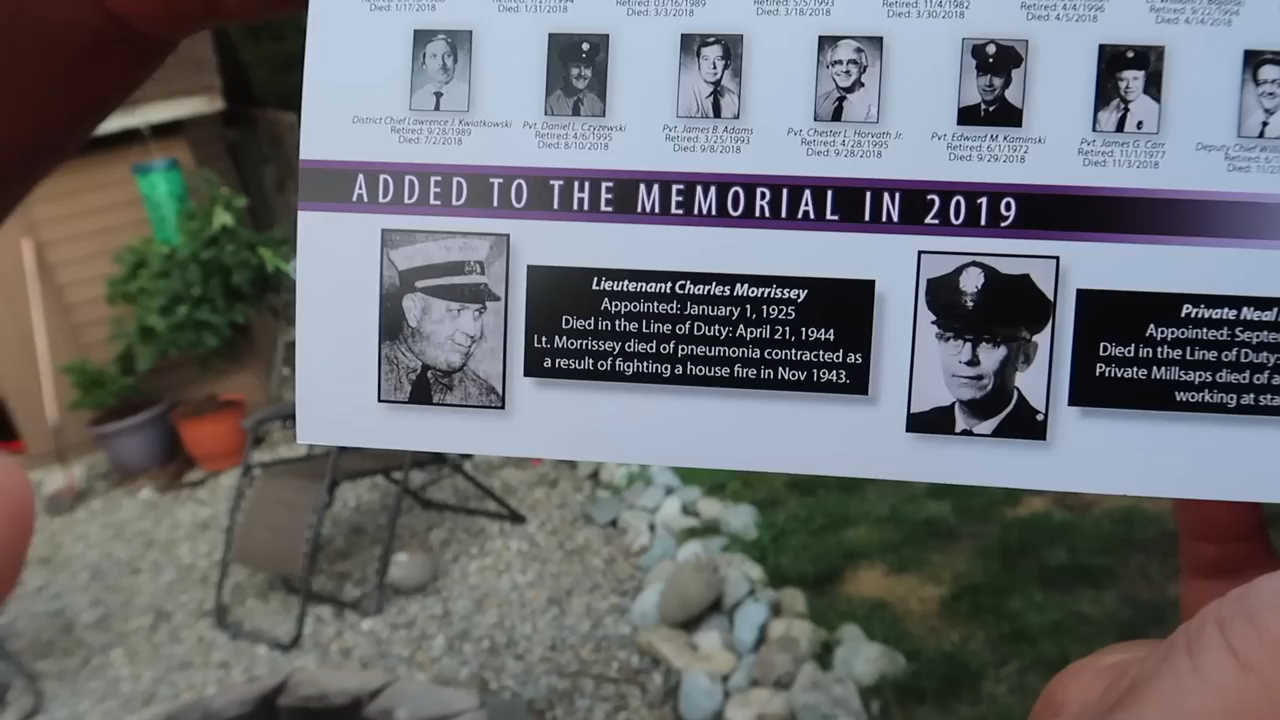 Died: 1/17/2018
Died: 1/31/2018
Retired: 03/16/1989
Died: 3/3/2018
Retired: 5/5/1993
Died: 3/18/2018
Retired: 11/4/1982
Died: 3/30/2018
Retired: 4/4/1996
Died: 4/5/2018
Retired: 9/22/1994
Died: 4/14/2018
District Chief Lawrence J. Kwiatkowski
Retired: 9/28/1989
Died: 7/2/2018
Pvt. Daniel L. Czyzewski
Retired: 4/6/1995
Died: 8/10/2018
Pvt. James B. Adams
Retired: 3/25/1993
Died: 9/8/2018
Pvt. Chester L. Horvath Jr.
Retired: 4/28/1995
Died: 9/28/2018
Pvt. Edward M. Kaminski
Retired: 6/1/1972
Died: 9/29/2018
Pvt. James G. Carr
Retired: 11/1/1977
Died: 11/3/2018
Deputy Chief
Retired:
Died:
ADDED TO THE MEMORIAL IN 2019
Lieutenant Charles Morrissey
Appointed: January 1, 1925
Died in the Line of Duty: April 21, 1944
Lt. Morrissey died of pneumonia contracted as
a result of fighting a house fire in Nov 1943.
Private Neal
Appointed: Septe
Died in the Line of Duty:
Private Millsaps died of a
working at sta